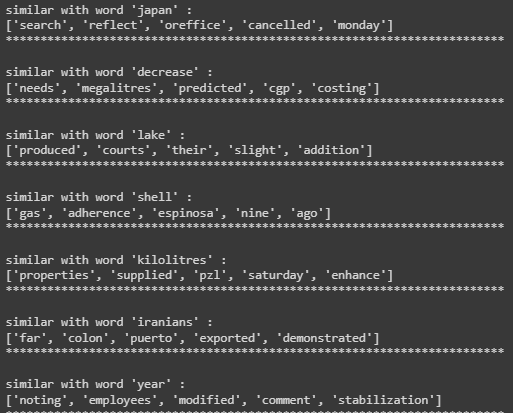 similar with word 'japan' :
['search', 'reflect', 'oreffice', 'cancelled', 'monday']
***********************************************************************
similar with word 'decrease' :
['needs', 'megalitres', 'predicted', 'cgp', 'costing']
***********************************************************************
similar with word 'lake' :
['produced', 'courts', 'their', 'slight', 'addition']
***********************************************************************
similar with word 'shell' :
['gas', 'adherence', 'espinosa', 'nine', 'ago']
***********************************************************************
similar with word 'kilolitres' :
['properties', 'supplied', 'pzl', 'saturday', 'enhance']
***********************************************************************
similar with word 'iranians' :
['far', 'colon', 'puerto', 'exported', 'demonstrated']
***********************************************************************
similar with word 'year' :
['noting', 'employees', 'modified', 'comment', 'stabilization']
***********************************************************************